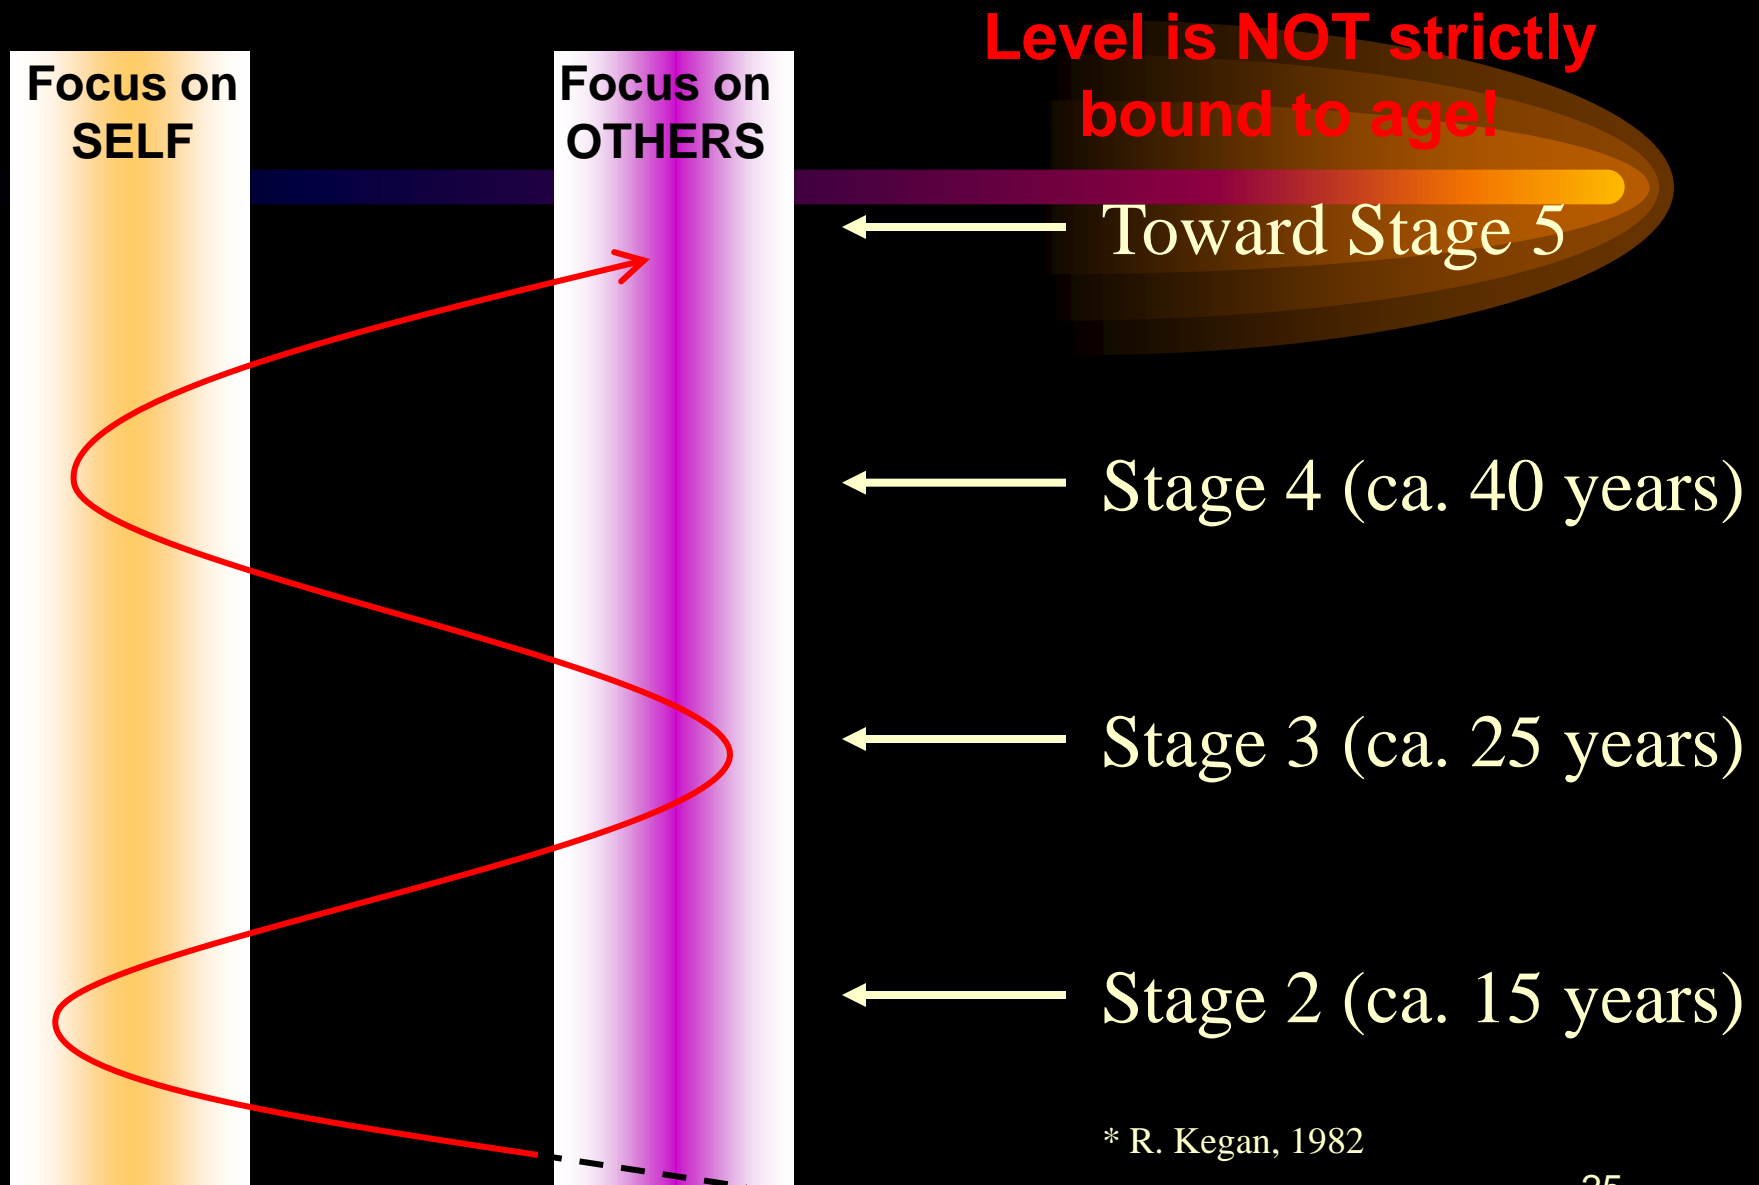 Level is NOT strictly
bound to age!
Focus on
SELF
Focus on
OTHERS
Toward Stage 5
Stage 4 (ca. 40 years)
Stage 3 (ca. 25 years)
Stage 2 (ca. 15 years)
* R. Kegan, 1982